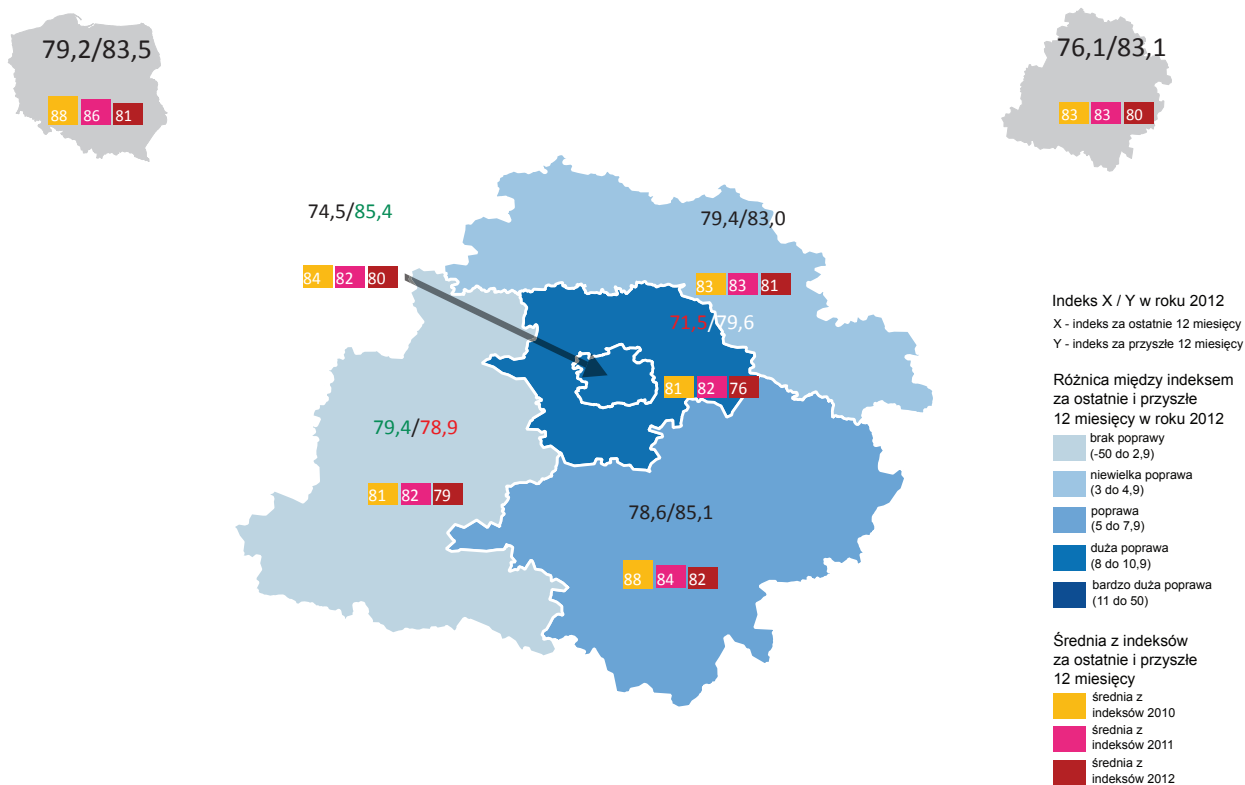 79,2/83,5
88 86 81
76,1/83,1
83 83 80
74,5/85,4
84 82 80
79,4/83,0
83 83 81
71,5/79,6
81 82 76
79,4/78,9
81 82 79
78,6/85,1
88 84 82
Indeks X / Y w roku 2012
X - indeks za ostatnie 12 miesięcy
Y - indeks za przyszłe 12 miesięcy
Różnica między indeksem
za ostatnie i przyszłe
12 miesięcy w roku 2012
brak poprawy
(-50 do 2,9)
niewielka poprawa
(3 do 4,9)
poprawa
(5 do 7,9)
duża poprawa
(8 do 10,9)
bardzo duża poprawa
(11 do 50)
Średnia z indeksów
za ostatnie i przyszłe
12 miesięcy
średnia z
indeksów 2010
średnia z
indeksów 2011
średnia z
indeksów 2012